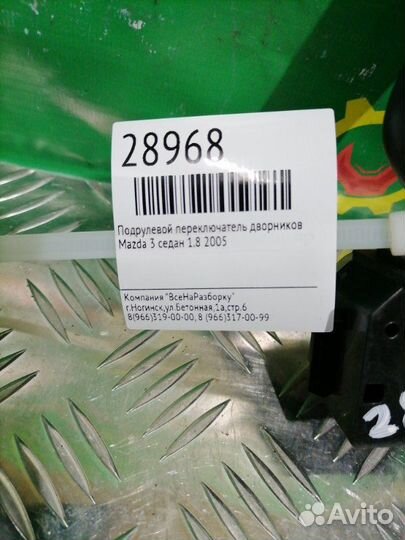 28968
Подрулевой переключатель дворников
Mazda 3 седан 1.8 2005
Компания "ВсеНаРазборку"
г.Ногинск,ул.Бетонная,1а,стр.6
8(966)319-00-00,8 (966)317-00-99
28
Avito